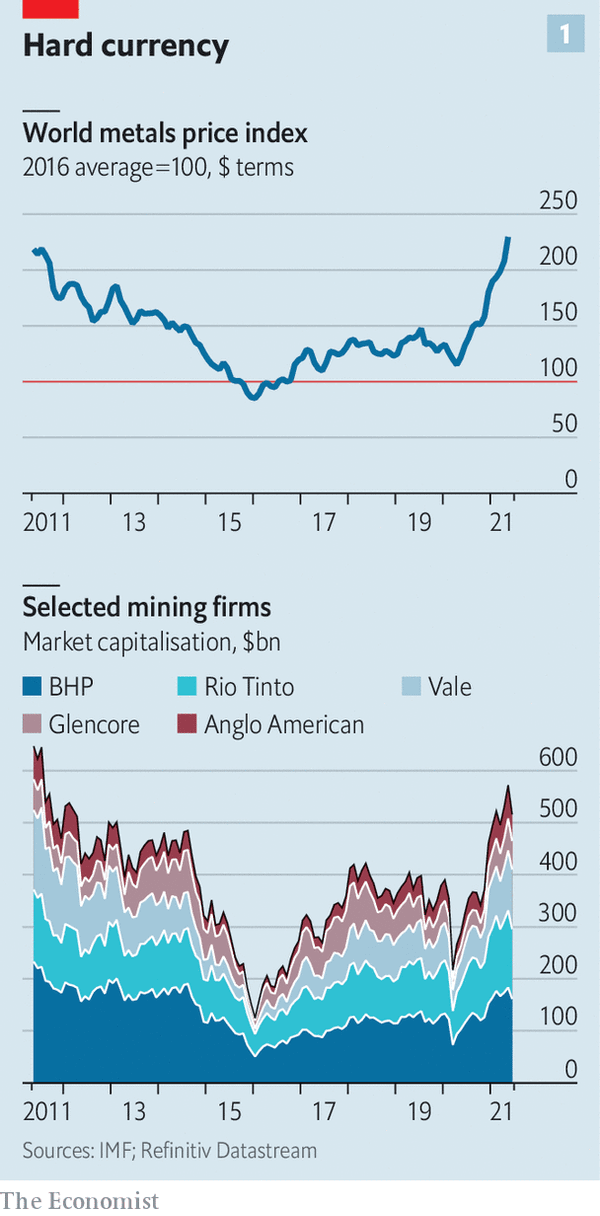 Hard currency
1
World metals price index
2016 average=100, $ terms
250
200
150
100
50
0
2011 13 15 17 19 21
Selected mining firms
Market capitalisation, $bn
BHP Rio Tinto Vale
Glencore Anglo American
600
500
400
300
200
100
0
2011 13 15 17 19 21
Sources: IMF; Refinitiv Datastream
The Economist